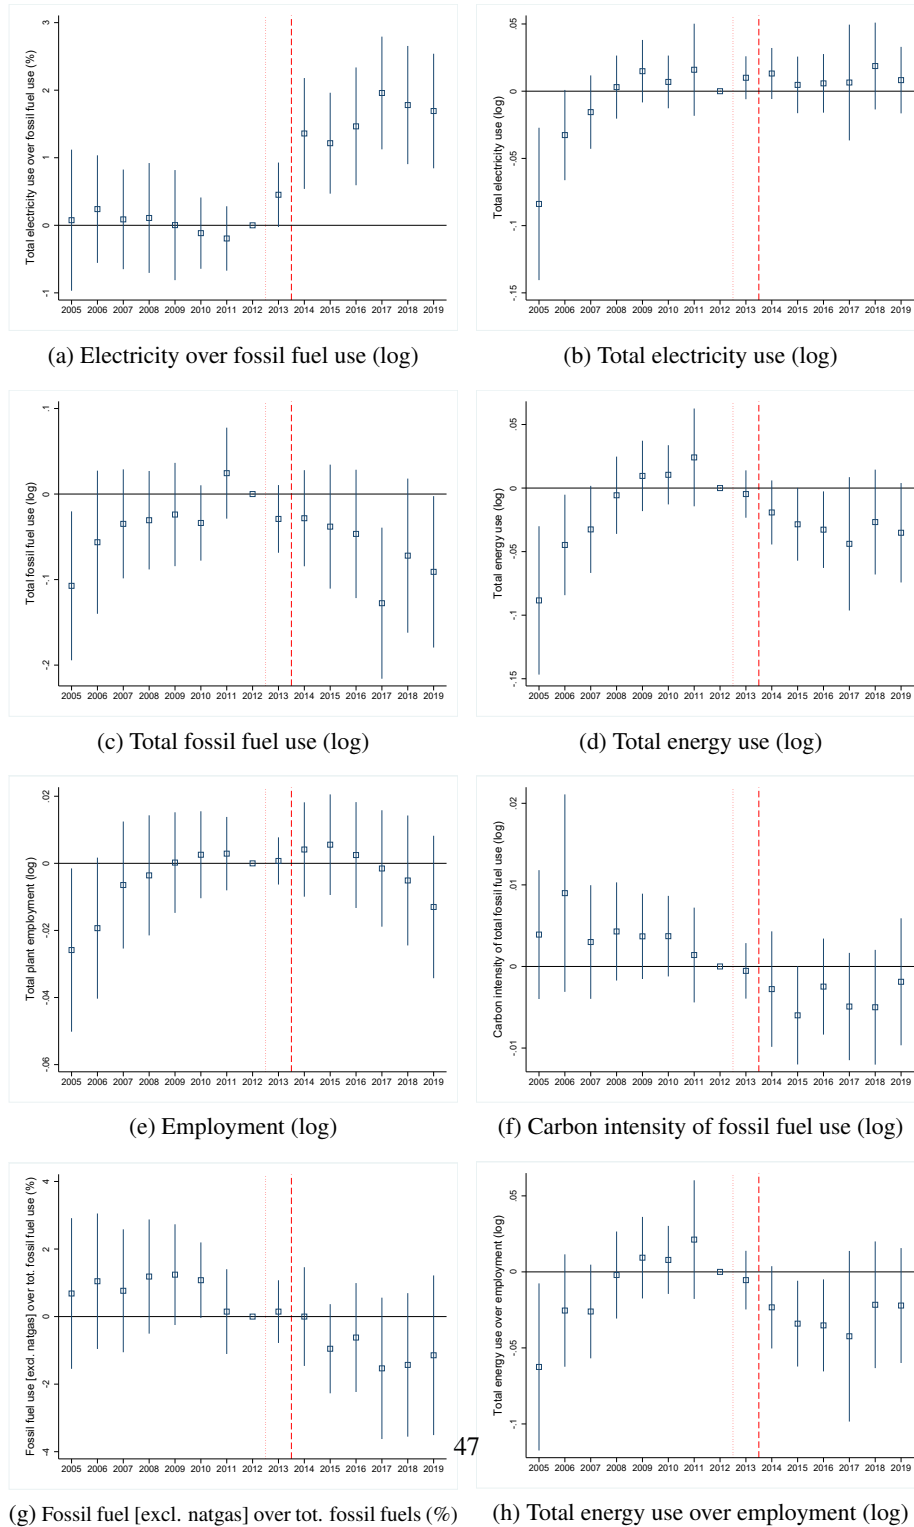 Total electricity use over fossil fuel use (%)
3
2
1
0
-1
2005 2006 2007 2008 2009 2010 2011 2012 2013 2014 2015 2016 2017 2018 2019
(a) Electricity over fossil fuel use (log)
Total electricity use (log)
.05
0
-.05
-.1
-.15
2005 2006 2007 2008 2009 2010 2011 2012 2013 2014 2015 2016 2017 2018 2019
(b) Total electricity use (log)
Total fossil fuel use (log)
.1
0
-.1
-.2
2005 2006 2007 2008 2009 2010 2011 2012 2013 2014 2015 2016 2017 2018 2019
(c) Total fossil fuel use (log)
Total energy use (log)
.05
0
-.05
-.1
-.15
2005 2006 2007 2008 2009 2010 2011 2012 2013 2014 2015 2016 2017 2018 2019
(d) Total energy use (log)
Total plant employment (log)
.02
0
-.02
-.04
-.06
2005 2006 2007 2008 2009 2010 2011 2012 2013 2014 2015 2016 2017 2018 2019
(e) Employment (log)
Carbon intensity of total fossil fuel use (log)
.02
.01
0
-.01
2005 2006 2007 2008 2009 2010 2011 2012 2013 2014 2015 2016 2017 2018 2019
(f) Carbon intensity of fossil fuel use (log)
Fossil fuel use [excl. natgas] over tot. fossil fuel use (%)
4
2
0
-2
-4
2005 2006 2007 2008 2009 2010 2011 2012 2013 2014 2015 2016 2017 2018 2019
(g) Fossil fuel [excl. natgas] over tot. fossil fuels (%)
Total energy use over employment (log)
.05
0
-.05
-.1
2005 2006 2007 2008 2009 2010 2011 2012 2013 2014 2015 2016 2017 2018 2019
(h) Total energy use over employment (log)
47